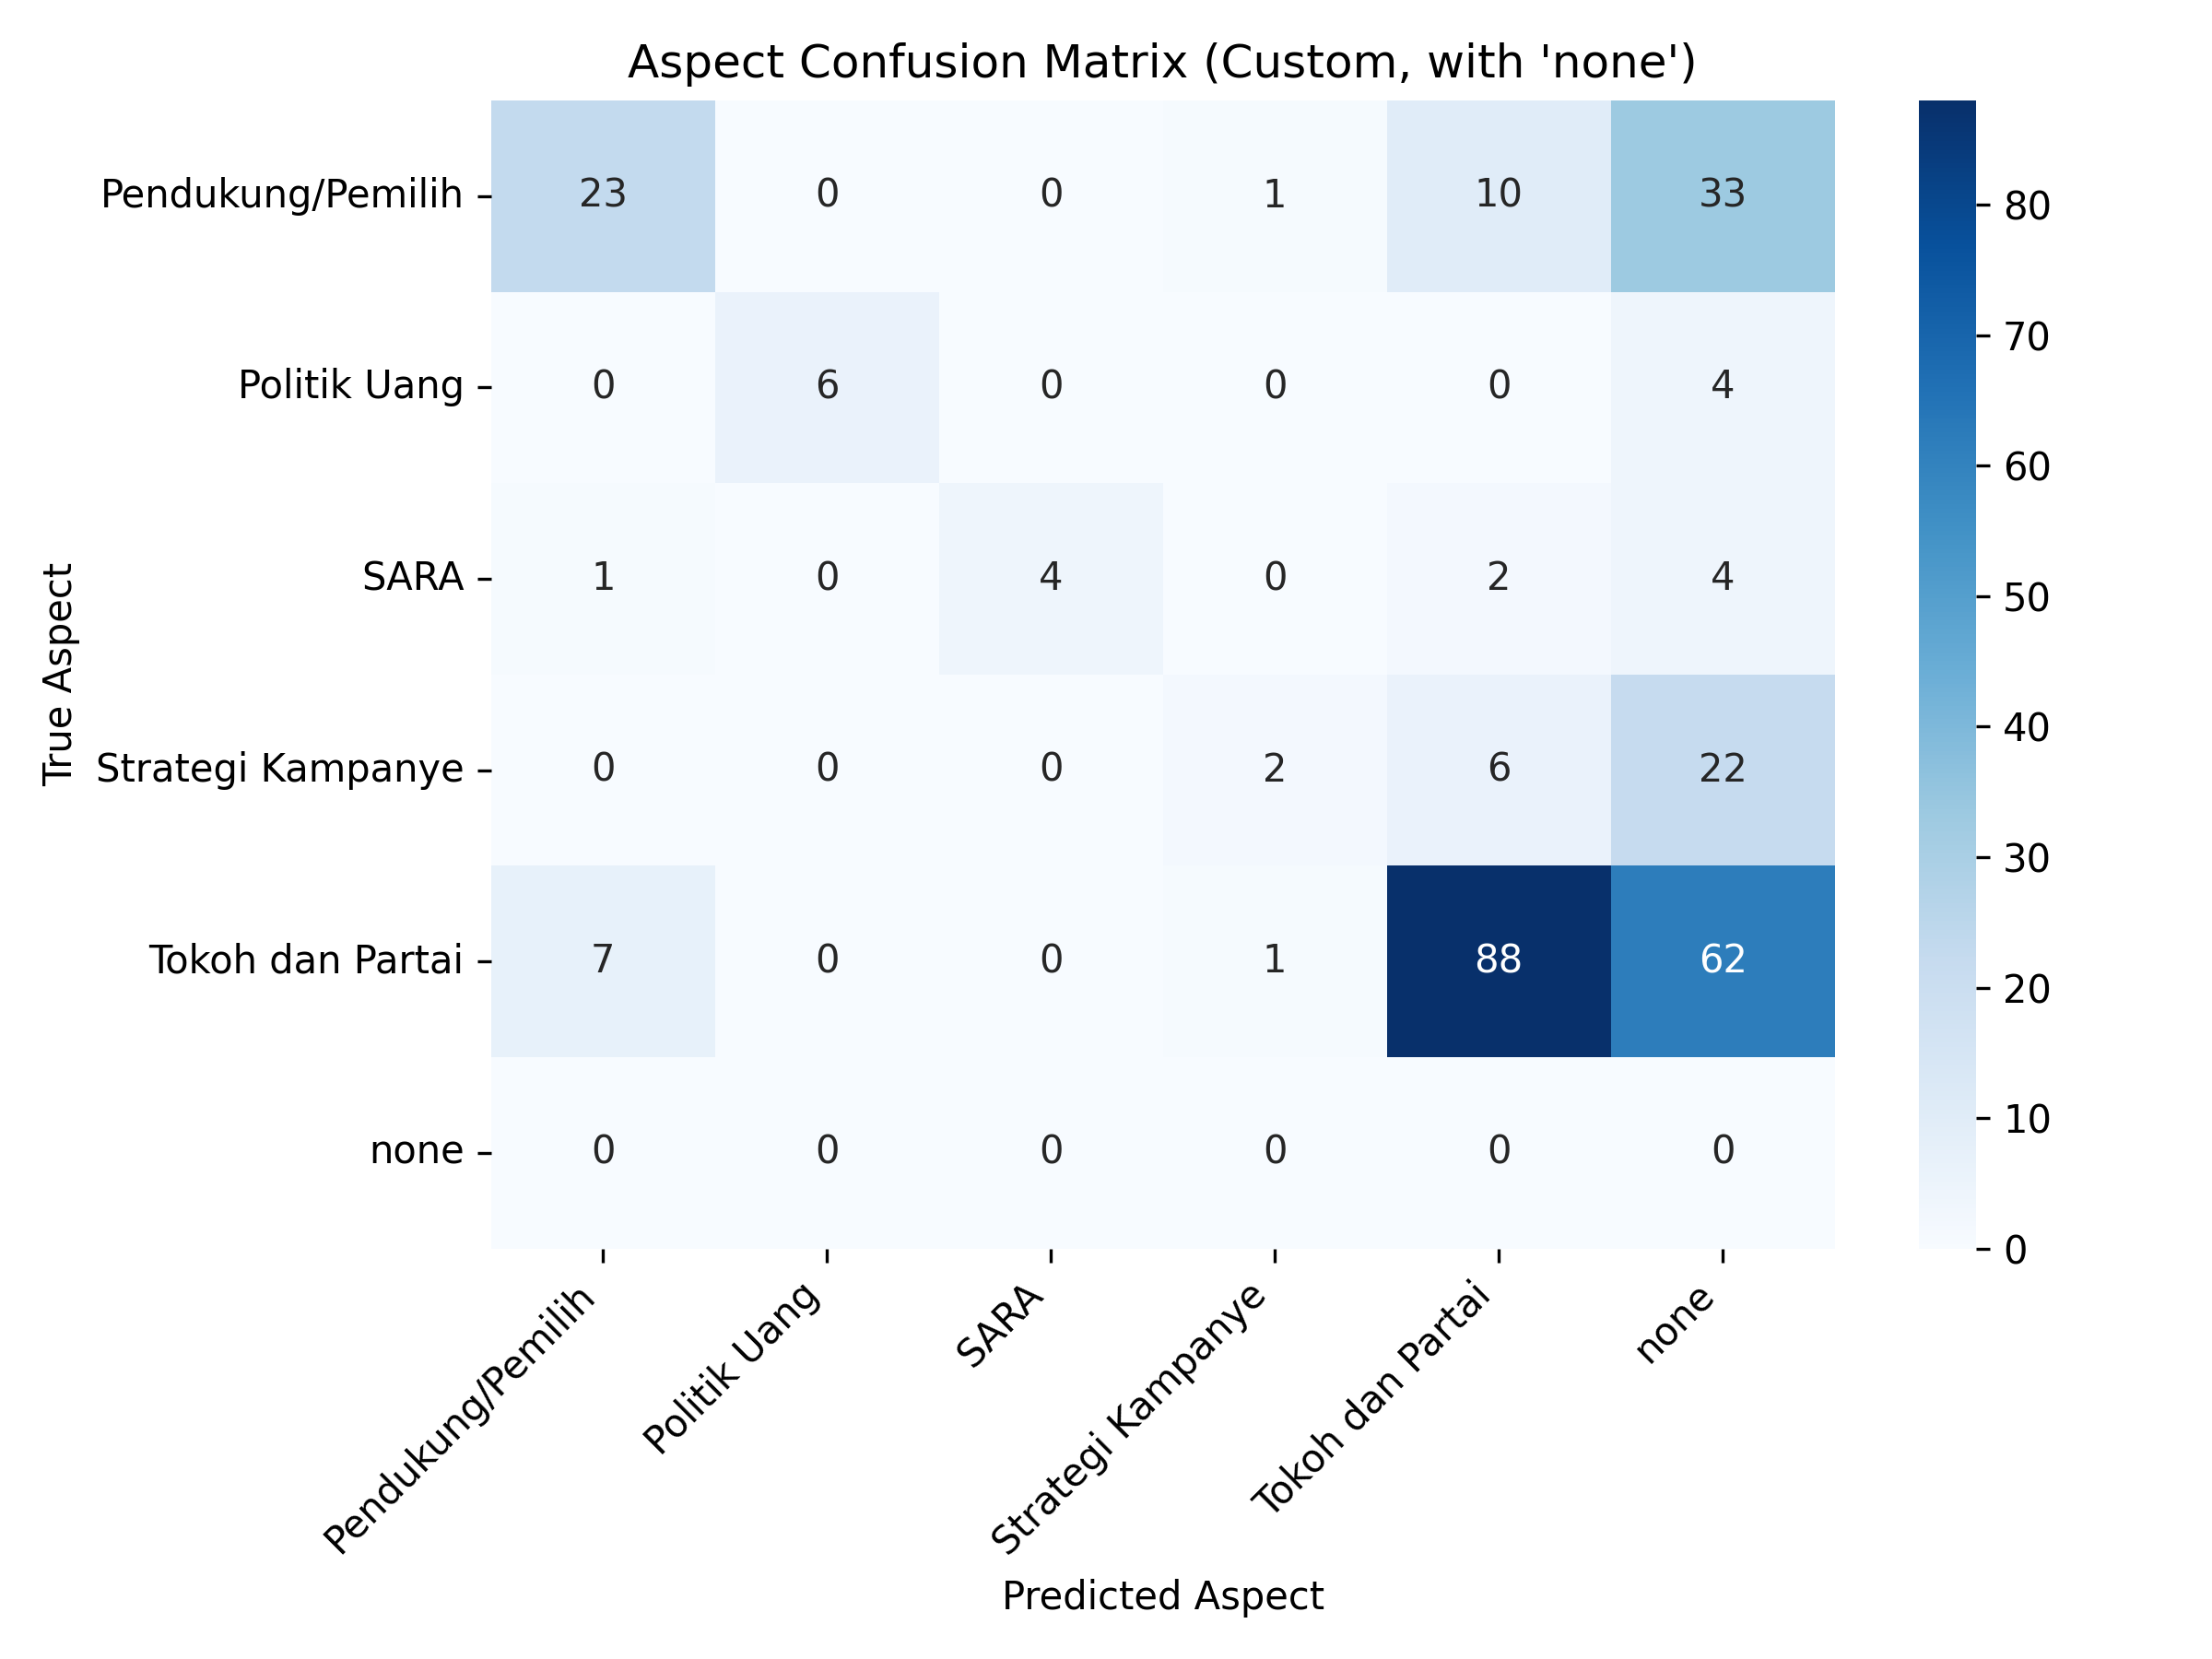 Aspect Confusion Matrix (Custom, with 'none')
True Aspect
Pendukung/Pemilih 23 0 0 1 10 33
Politik Uang 0 6 0 0 0 4
SARA 1 0 4 0 2 4
Strategi Kampanye 0 0 0 2 6 22
Tokoh dan Partai 7 0 0 1 88 62
none 0 0 0 0 0 0
Pendukung/Pemilih
Politik Uang
SARA
Strategi Kampanye
Tokoh dan Partai
none
Predicted Aspect
80
70
60
50
40
30
20
10
0